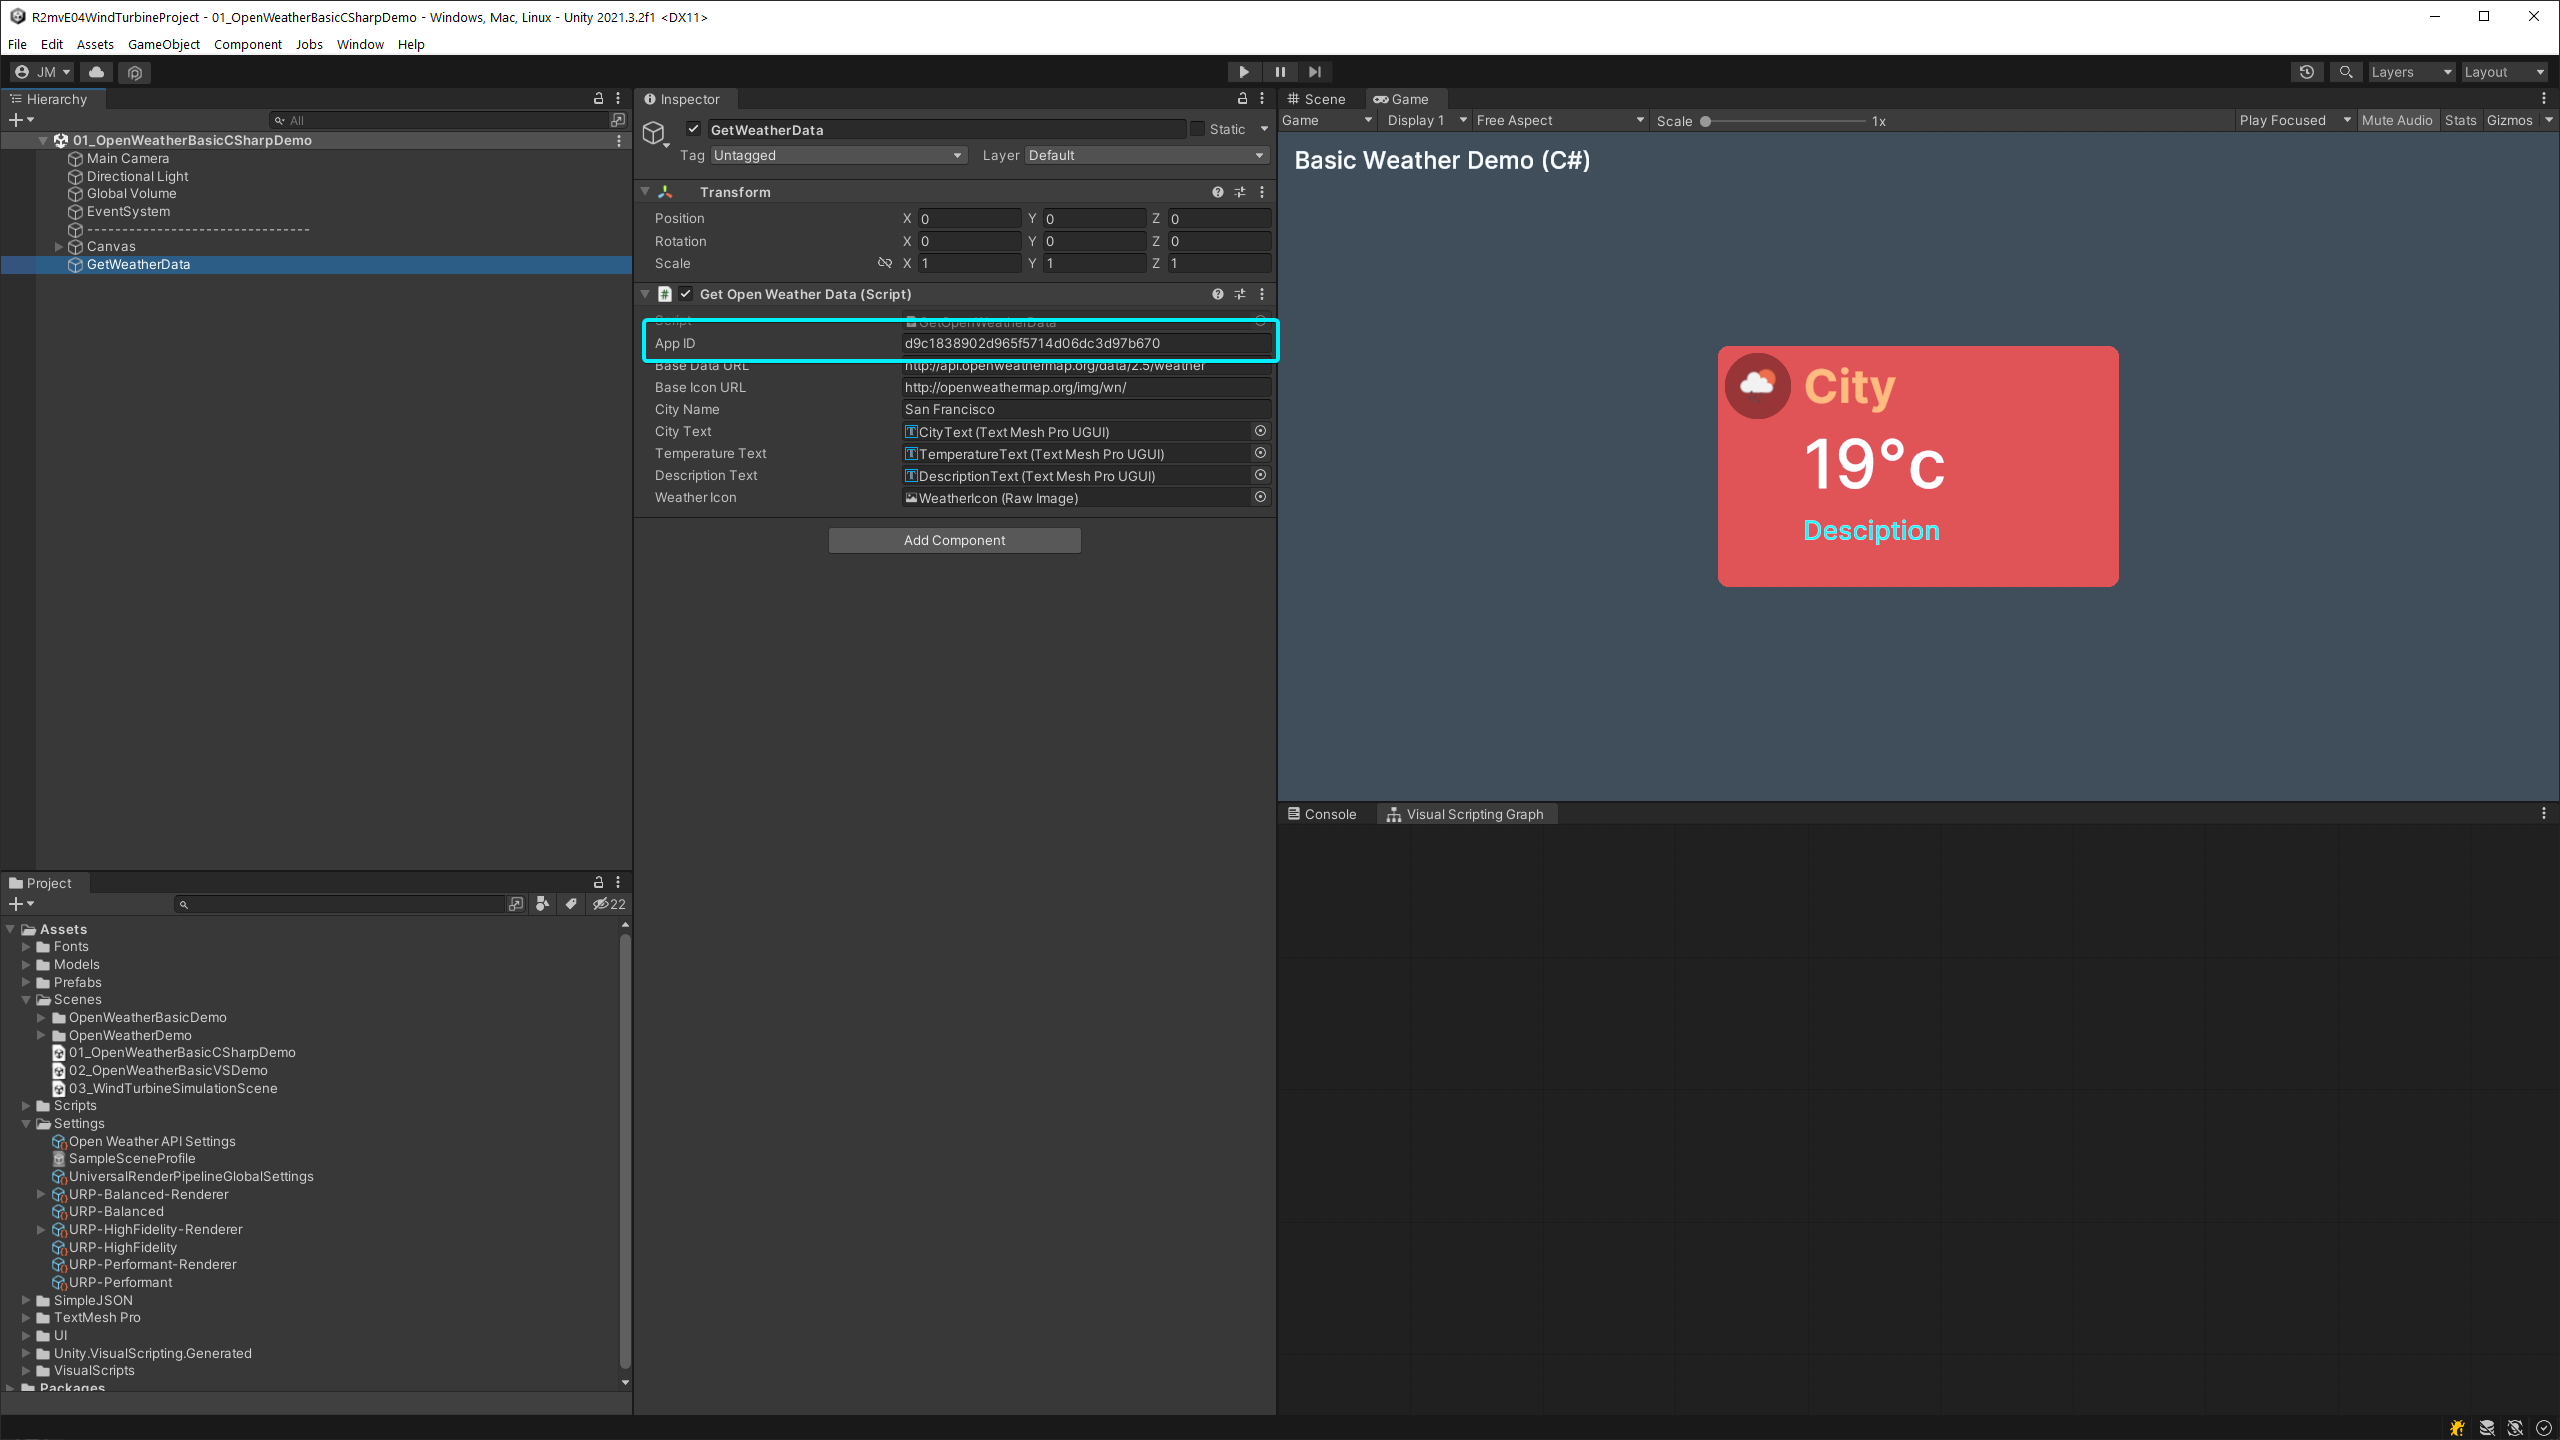 R2mvE04WindTurbineProject - 01_OpenWeatherBasicCSharpDemo - Windows, Mac, Linux - Unity 2021.3.2f1 <DX11>
File Edit Assets GameObject Component Jobs Window Help
JM Layers Layout
Hierarchy
All
01_OpenWeatherBasicCSharpDemo
Main Camera
Directional Light
Global Volume
EventSystem
--------------------------------
Canvas
GetWeatherData
Inspector
GetWeatherData Static
Tag Untagged Layer Default
Transform
Position X 0 Y 0 Z 0
Rotation X 0 Y 0 Z 0
Scale X 1 Y 1 Z 1
# Get Open Weather Data (Script)
Script GetOpenWeatherData
App ID d9c1838902d965f5714d06dc3d97b670
Base Data URL http://api.openweathermap.org/data/2.5/weather
Base Icon URL http://openweathermap.org/img/wn/
City Name San Francisco
City Text CityText (Text Mesh Pro UGUI)
Temperature Text TemperatureText (Text Mesh Pro UGUI)
Description Text DescriptionText (Text Mesh Pro UGUI)
Weather Icon WeatherIcon (Raw Image)
Add Component
Scene Game
Game Display 1 Free Aspect Scale 1x Play Focused Mute Audio Stats Gizmos
Basic Weather Demo (C#)
City
19°c
Desciption
Console Visual Scripting Graph
Project
22
Assets
Fonts
Models
Prefabs
Scenes
OpenWeatherBasicDemo
OpenWeatherDemo
01_OpenWeatherBasicCSharpDemo
02_OpenWeatherBasicVSDemo
03_WindTurbineSimulationScene
Scripts
Settings
Open Weather API Settings
SampleSceneProfile
UniversalRenderPipelineGlobalSettings
URP-Balanced-Renderer
URP-Balanced
URP-HighFidelity-Renderer
URP-HighFidelity
URP-Performant-Renderer
URP-Performant
SimpleJSON
TextMesh Pro
UI
Unity.VisualScripting.Generated
VisualScripts
Packages